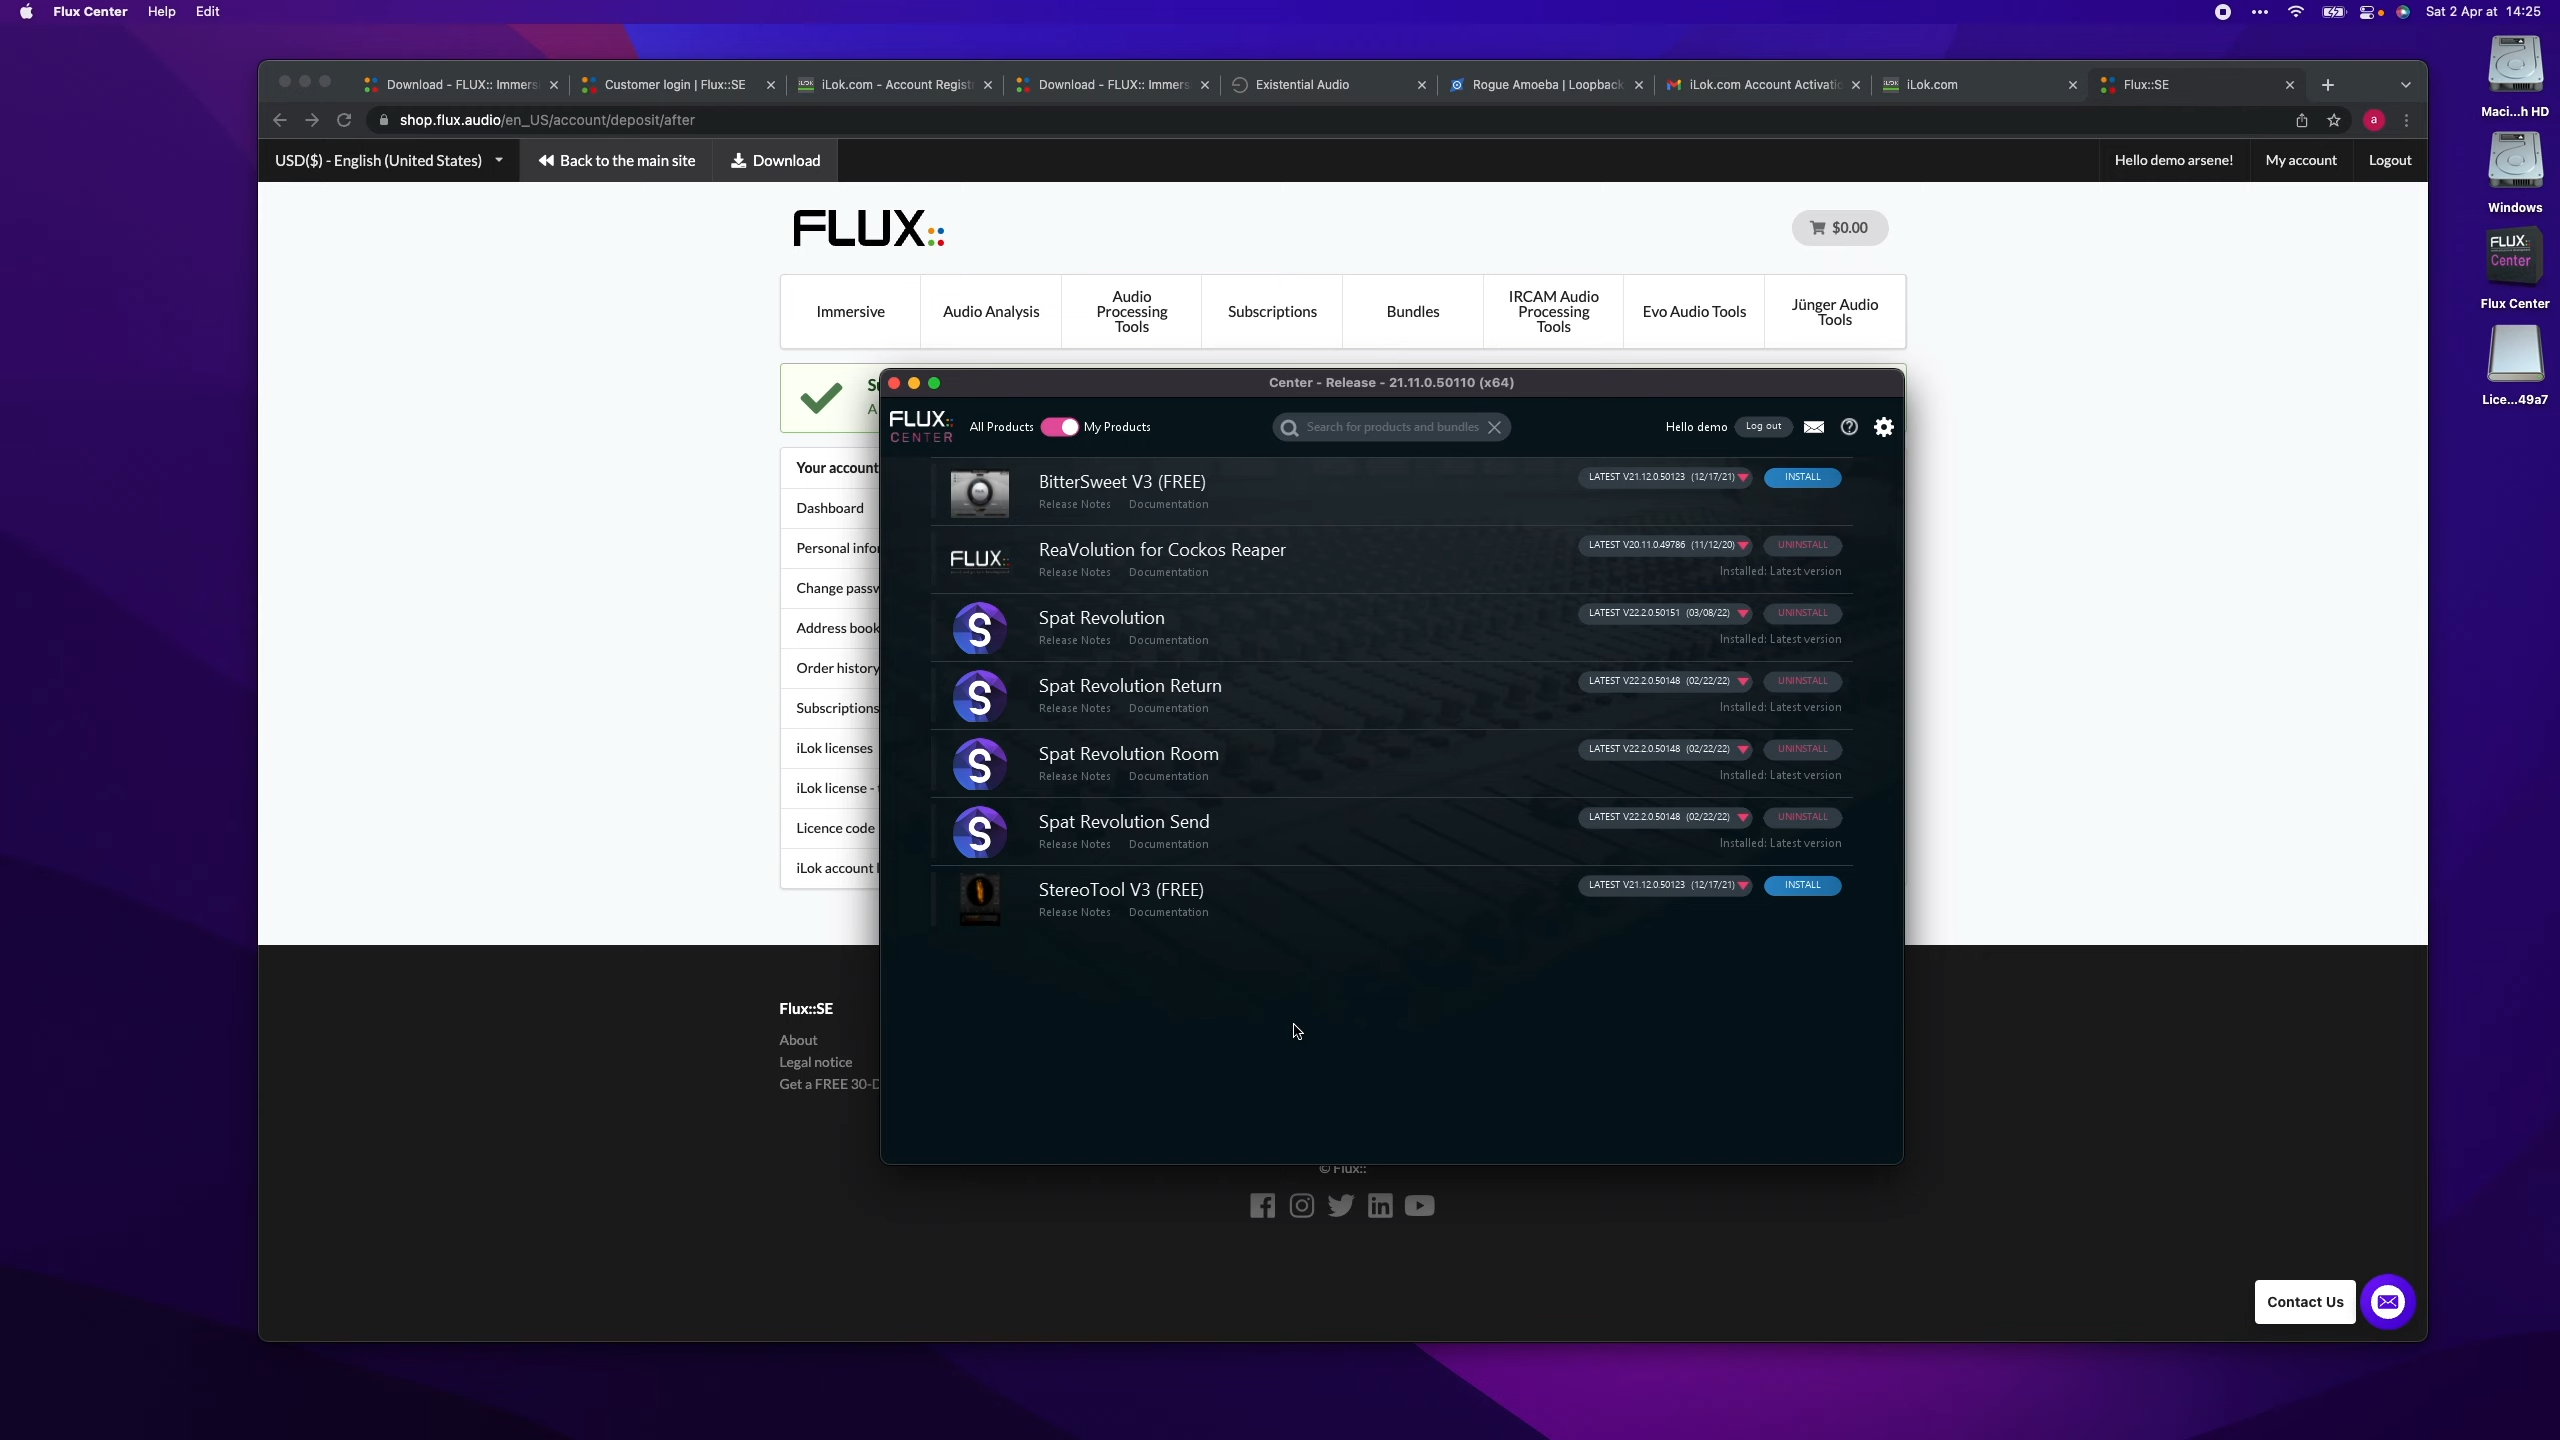 Flux Center Help Edit
Sat 2 Apr at 14:25
Download - FLUX:: Immers
Customer login | Flux::SE
iLok.com - Account Regist
Download - FLUX:: Immers
Existential Audio
Rogue Amoeba | Loopback
iLok.com Account Activati
iLok.com
Flux::SE
shop.flux.audio/en_US/account/deposit/after
USD($) - English (United States)
Back to the main site
Download
Hello demo arsene!
My account
Logout
FLUX::
$0.00
Immersive
Audio Analysis
Audio
Processing
Tools
Subscriptions
Bundles
IRCAM Audio
Processing
Tools
Evo Audio Tools
Jünger Audio
Tools
Your account
Dashboard
Personal infor
Change passw
Address book
Order history
Subscriptions
iLok licenses
iLok license -
Licence code
iLok account
Center - Release - 21.11.0.50110 (x64)
FLUX::
CENTER
All Products
My Products
Search for products and bundles
Hello demo
Log out
BitterSweet V3 (FREE)
Release Notes Documentation
LATEST V21.12.0.50123 (12/17/21)
INSTALL
FLUX::
ReaVolution for Cockos Reaper
Release Notes Documentation
LATEST V20.11.0.49786 (11/12/20)
UNINSTALL
Installed: Latest version
S
Spat Revolution
Release Notes Documentation
LATEST V22.2.0.50151 (03/08/22)
UNINSTALL
Installed: Latest version
S
Spat Revolution Return
Release Notes Documentation
LATEST V22.2.0.50148 (02/22/22)
UNINSTALL
Installed: Latest version
S
Spat Revolution Room
Release Notes Documentation
LATEST V22.2.0.50148 (02/22/22)
UNINSTALL
Installed: Latest version
S
Spat Revolution Send
Release Notes Documentation
LATEST V22.2.0.50148 (02/22/22)
UNINSTALL
Installed: Latest version
StereoTool V3 (FREE)
Release Notes Documentation
LATEST V21.12.0.50123 (12/17/21)
INSTALL
Flux::SE
About
Legal notice
Get a FREE 30-D
© Flux::
Contact Us
Maci...h HD
Windows
FLUX::
Center
Flux Center
Lice...49a7